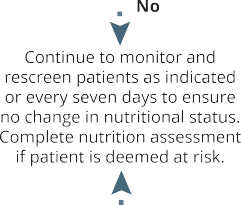 No
Continue to monitor and
rescreen patients as indicated
or every seven days to ensure
no change in nutritional status.
Complete nutrition assessment
if patient is deemed at risk.